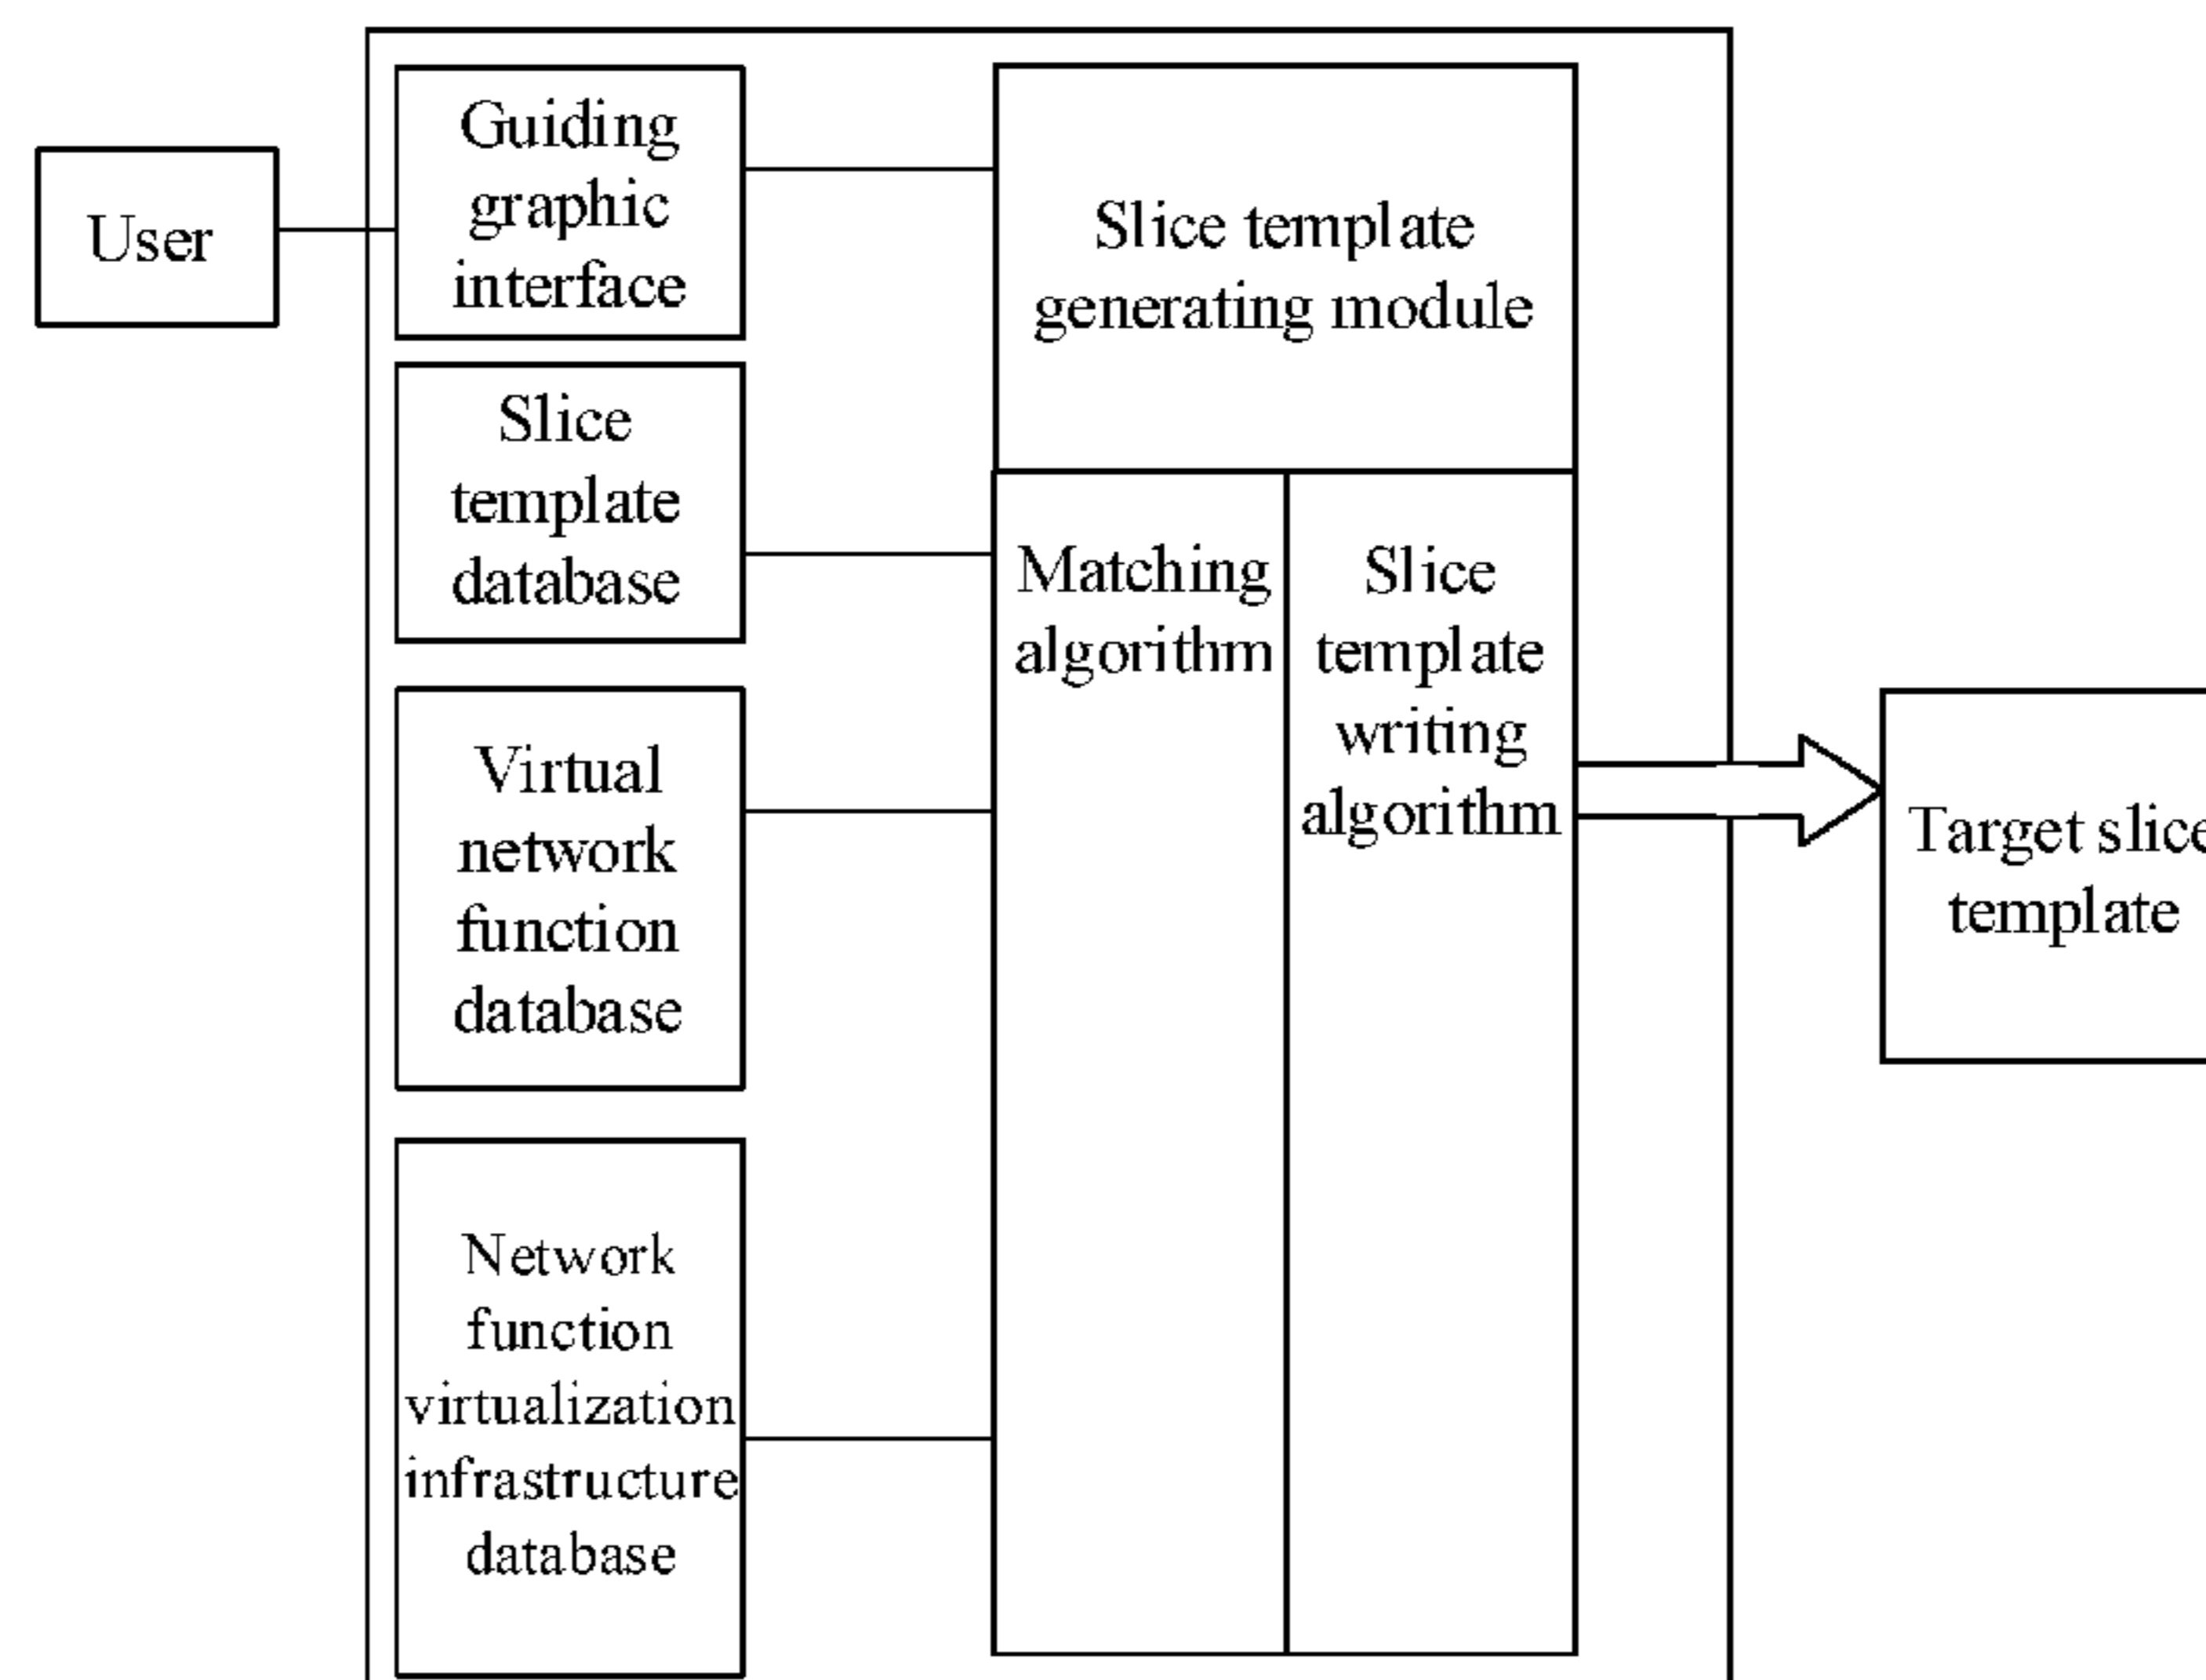 User
Guiding
graphic
interface
Slice
template
database
Virtual
network
function
database
Network
function
virtualization
infrastructure
database
Slice template
generating module
Matching
algorithm
Slice
template
writing
algorithm
Target slice
template